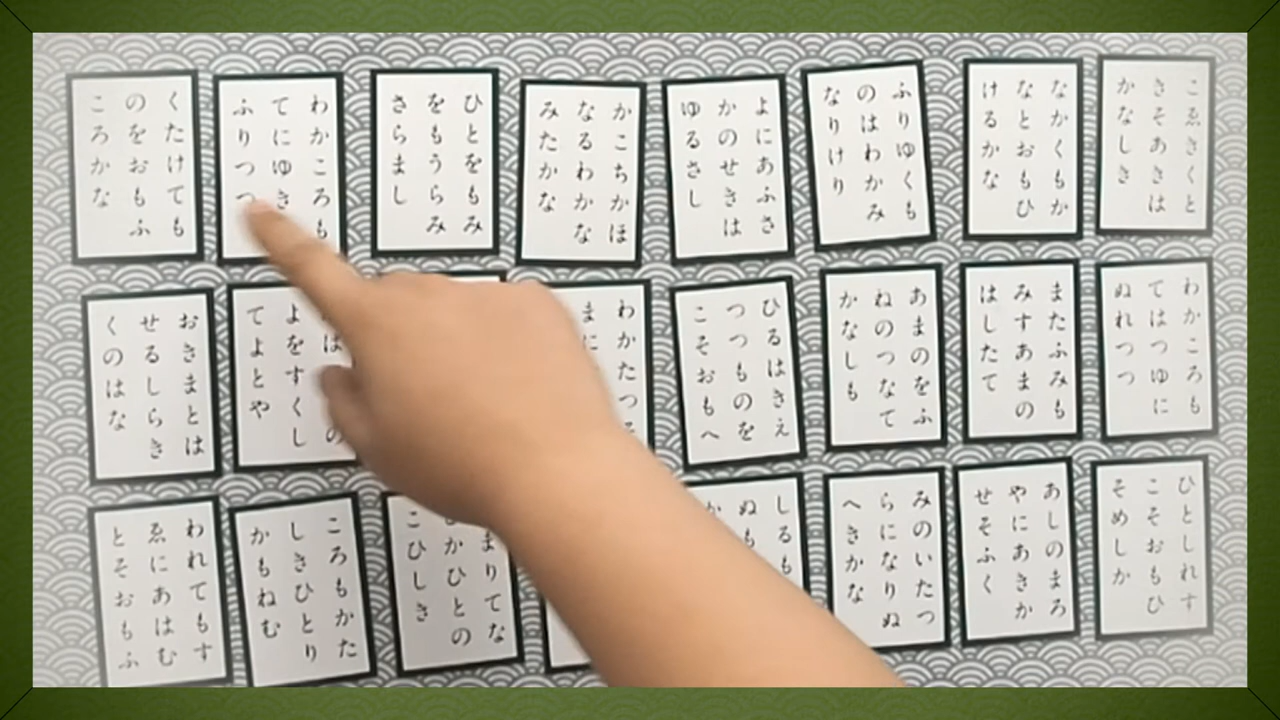 こゑきくと
きそあきは
かなしき
なかくもか
なとおもひ
けるかな
ふりゆくも
のはわかみ
なりけり
よにあふさ
かのせきは
ゆるさし
かこちかほ
なるわかな
みたかな
ひとをもみ
をもうらみ
さらまし
わかころも
てにゆき
ふりつつ
くたけても
のをおもふ
ころかな
わかころも
てはつゆに
ぬれつつ
またふみも
みすあまの
はしたて
あまのをふ
ねのつなて
かなしも
ひるはきえ
つつものを
こそおもへ
わかたつ
まに
よをすくし
てよとや
おきまとは
せるしらき
くのはな
ひとしれす
こそおもひ
そめしか
あしのまろ
やにあきか
せそふく
みのいたつ
らになりぬ
へきかな
しるも
ぬも
まりてな
かひとの
こひしき
ころもかた
しきひとり
かもねむ
われてもす
ゑにあはむ
とそおもふ